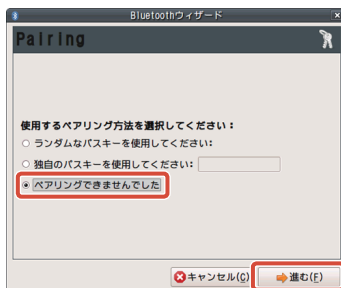 Bluetoothウィザード
Pairing
使用するペアリング方法を選択してください：
ランダムなパスキーを使用してください：
独自のパスキーを使用してください：
ペアリングできませんでした
キャンセル(C) 進む(F)